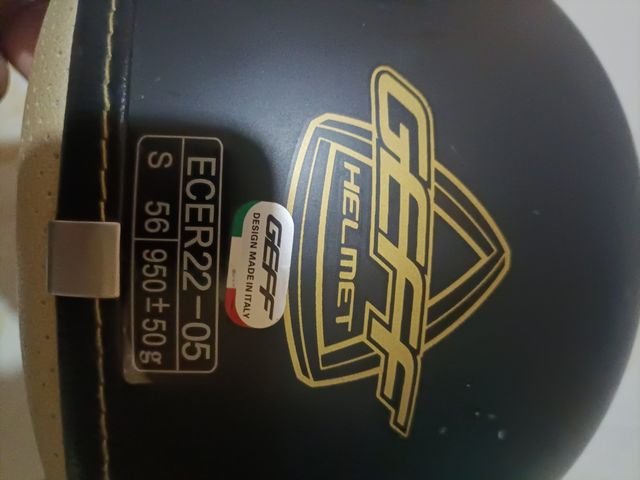 GEFF
HELMET
GEFF
DESIGN MADE IN ITALY
ECER22-05
S 56 950±50g